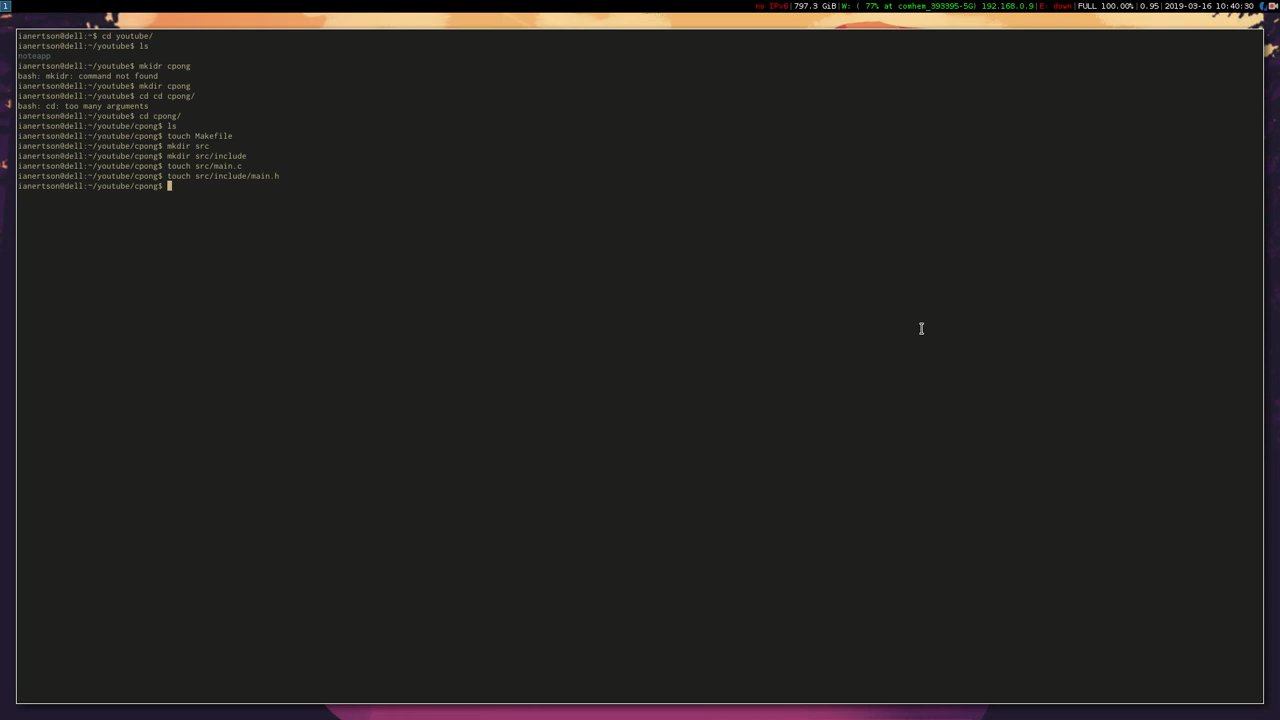 1
no IPv6|797.3 GiB|W: ( 77% at comhem_393395-5G) 192.168.0.9|E: down|FULL 100.00%|0.95|2019-03-16 10:40:30
ianertson@dell:~$ cd youtube/
ianertson@dell:~/youtube$ ls
noteapp
ianertson@dell:~/youtube$ mkidr cpong
bash: mkidr: command not found
ianertson@dell:~/youtube$ mkdir cpong
ianertson@dell:~/youtube$ cd cd cpong/
bash: cd: too many arguments
ianertson@dell:~/youtube$ cd cpong/
ianertson@dell:~/youtube/cpong$ ls
ianertson@dell:~/youtube/cpong$ touch Makefile
ianertson@dell:~/youtube/cpong$ mkdir src
ianertson@dell:~/youtube/cpong$ mkdir src/include
ianertson@dell:~/youtube/cpong$ touch src/main.c
ianertson@dell:~/youtube/cpong$ touch src/include/main.h
ianertson@dell:~/youtube/cpong$